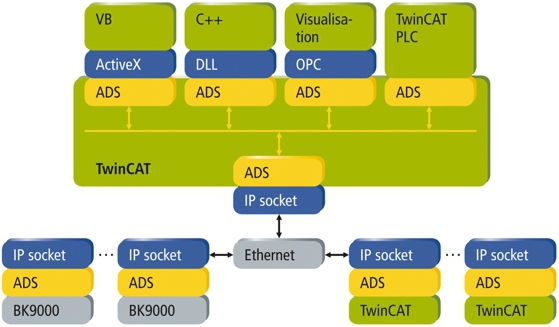 VB
C++
Visualisa-
tion
TwinCAT
PLC
ActiveX
DLL
OPC
ADS
ADS
ADS
ADS
TwinCAT
ADS
IP socket
IP socket
...
IP socket
Ethernet
IP socket
...
IP socket
ADS
ADS
ADS
ADS
BK9000
BK9000
TwinCAT
TwinCAT